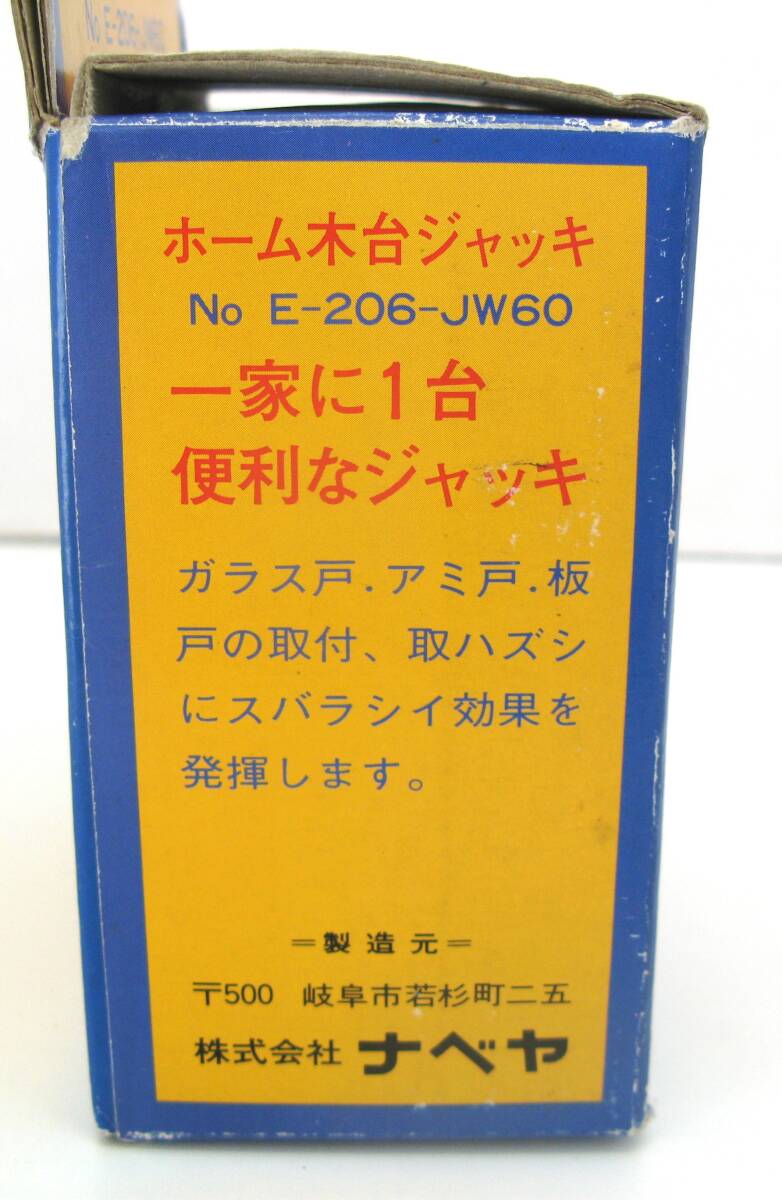 No E-206-JW60
ホーム木台ジャッキ
No E-206-JW60
一家に1台
便利なジャッキ
ガラス戸.アミ戸.板
戸の取付、取ハズシ
にスバラシイ効果を
発揮します。
=製造元=
〒500 岐阜市若杉町二五
株式会社 ナベヤ